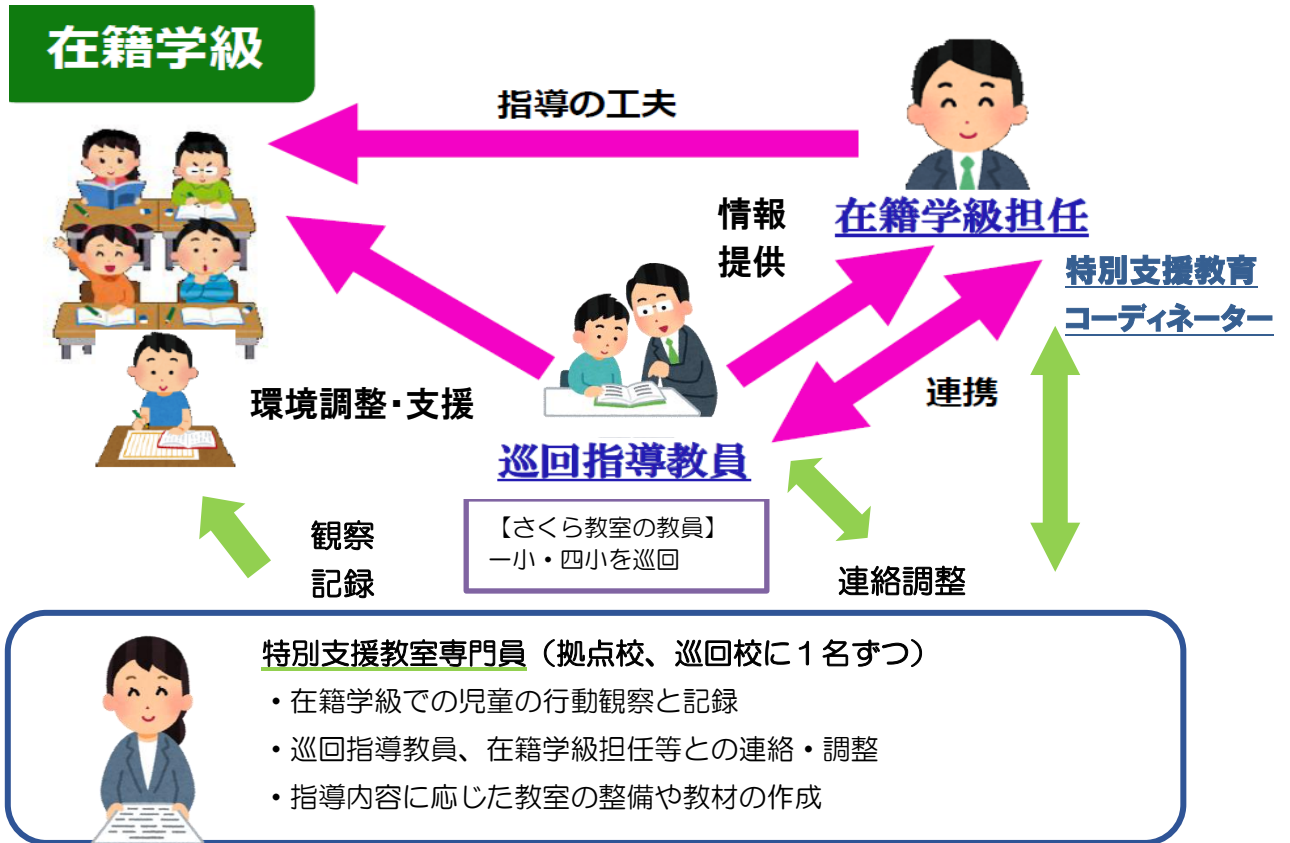 在籍学級
指導の工夫
情報
提供
在籍学級担任
特別支援教育
コーディネーター
連携
環境調整・支援
巡回指導教員
【さくら教室の教員】
一小・四小を巡回
観察
記録
連絡調整
特別支援教室専門員（拠点校、巡回校に１名ずつ）
・在籍学級での児童の行動観察と記録
・巡回指導教員、在籍学級担任等との連絡・調整
・指導内容に応じた教室の整備や教材の作成